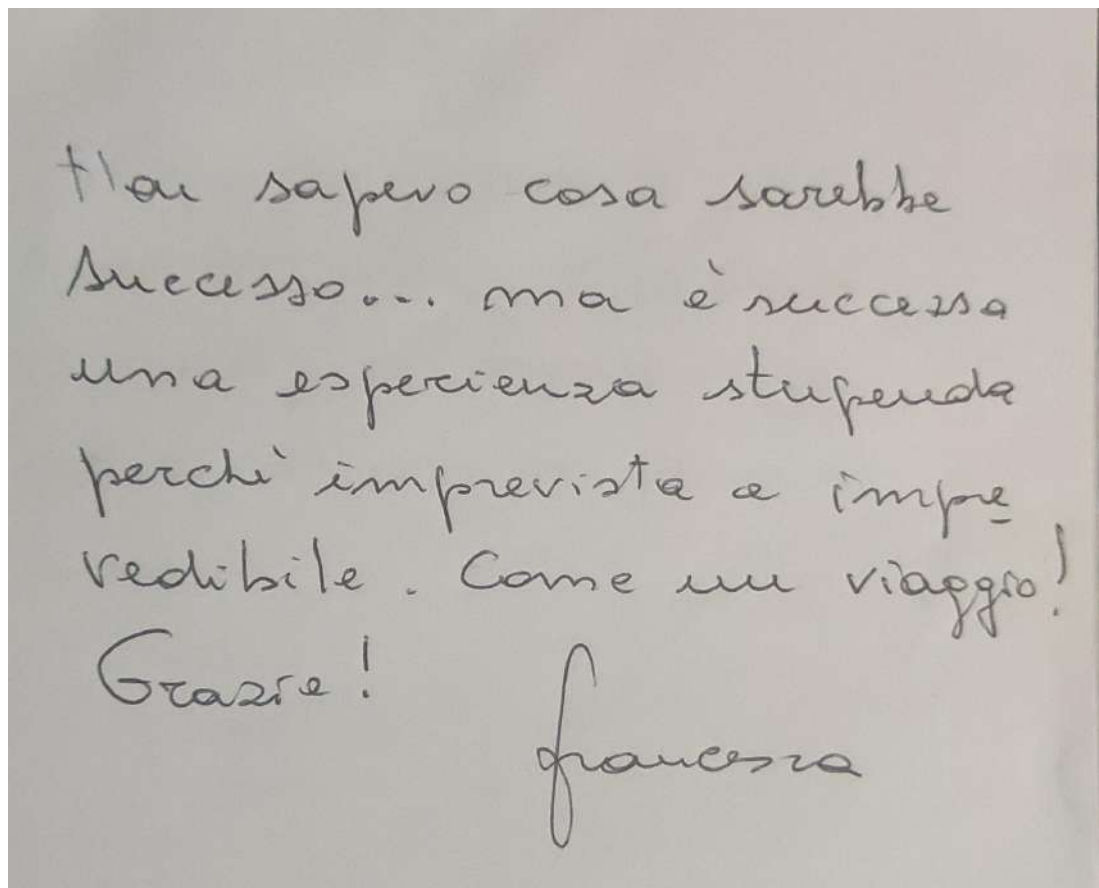 Non sapevo cosa sarebbe
successo... ma è successa
una esperienza stupenda
perchè imprevista e impre
vedibile. Come un viaggio!
Grazie!
francesca